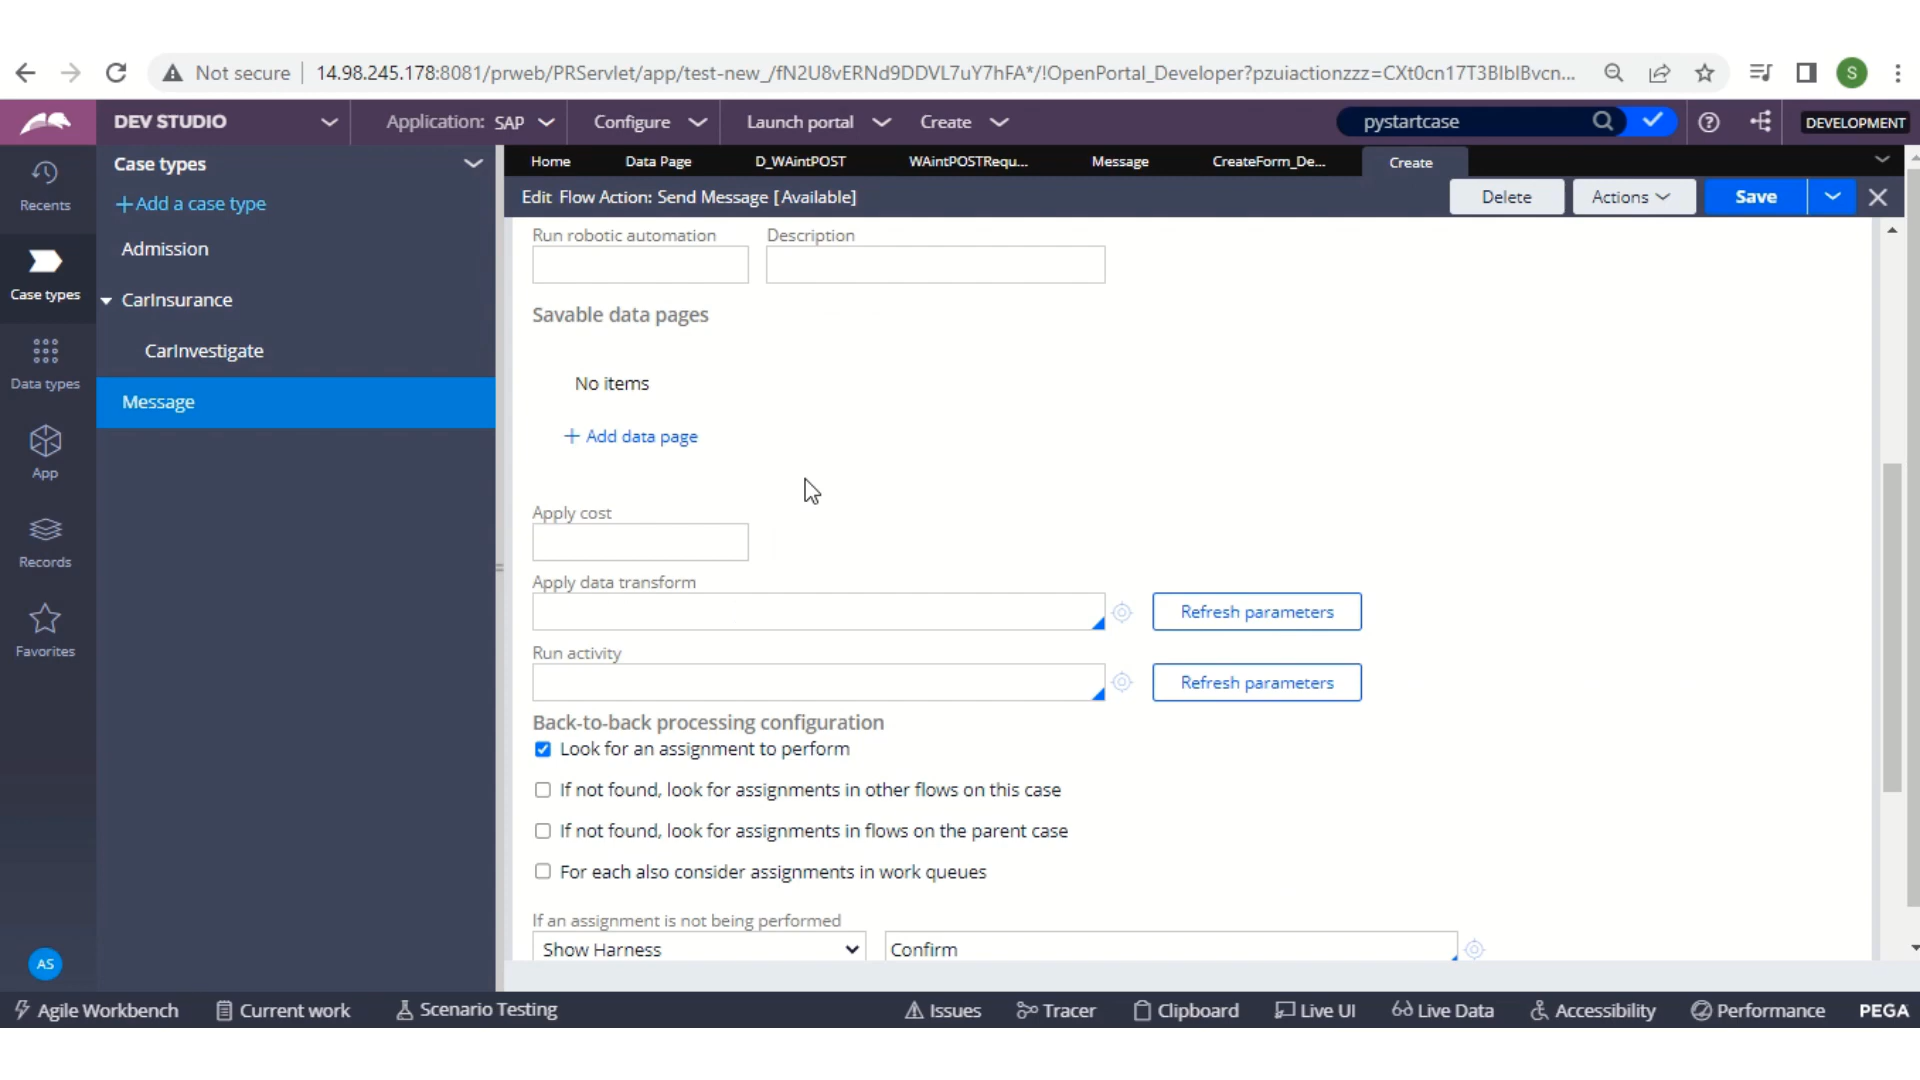 Not secure
14.98.245.178:8081/prweb/PRServlet/app/test-new_/fN2U8vERNd9DDVL7uY7hFA*/!OpenPortal_Developer?pzuiactionzzz=CXt0cn17T3BIblBvcn...
S
DEV STUDIO
Application: SAP
Configure
Launch portal
Create
pystartcase
DEVELOPMENT
Recents
Case types
Data types
App
Records
Favorites
AS
Case types
+Add a case type
Admission
CarInsurance
CarInvestigate
Message
Home
Data Page
D_WAintPOST
WAintPOSTRequ...
Message
CreateForm_De...
Create
Edit Flow Action: Send Message [Available]
Delete
Actions
Save
Run robotic automation
Description
Savable data pages
No items
+ Add data page
Apply cost
Apply data transform
Refresh parameters
Run activity
Refresh parameters
Back-to-back processing configuration
Look for an assignment to perform
If not found, look for assignments in other flows on this case
If not found, look for assignments in flows on the parent case
For each also consider assignments in work queues
If an assignment is not being performed
Show Harness
Confirm
Agile Workbench
Current work
Scenario Testing
Issues
Tracer
Clipboard
Live UI
Live Data
Accessibility
Performance
PEGA